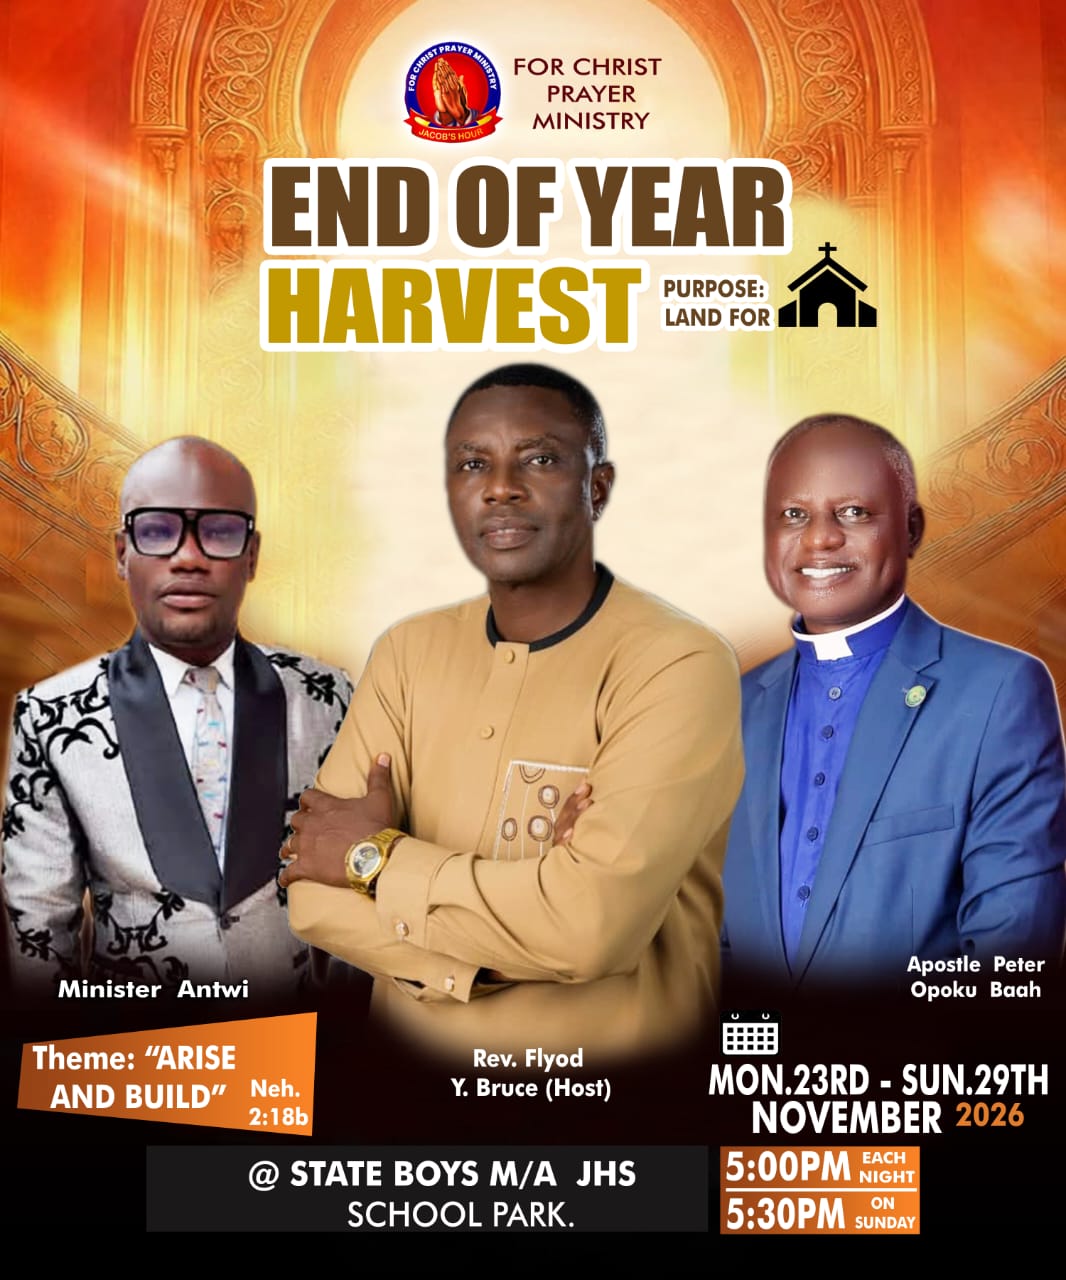 FOR CHRIST PRAYER MINISTRY
JACOB'S HOUR
FOR CHRIST
PRAYER
MINISTRY
END OF YEAR
HARVEST
PURPOSE:
LAND FOR
Minister Antwi
Apostle Peter
Opoku Baah
Rev. Flyod
Y. Bruce (Host)
Theme: “ARISE
AND BUILD”
Neh.
2:18b
MON.23RD - SUN.29TH
NOVEMBER 2026
@ STATE BOYS M/A JHS
SCHOOL PARK.
5:00PM EACH
NIGHT
5:30PM ON
SUNDAY